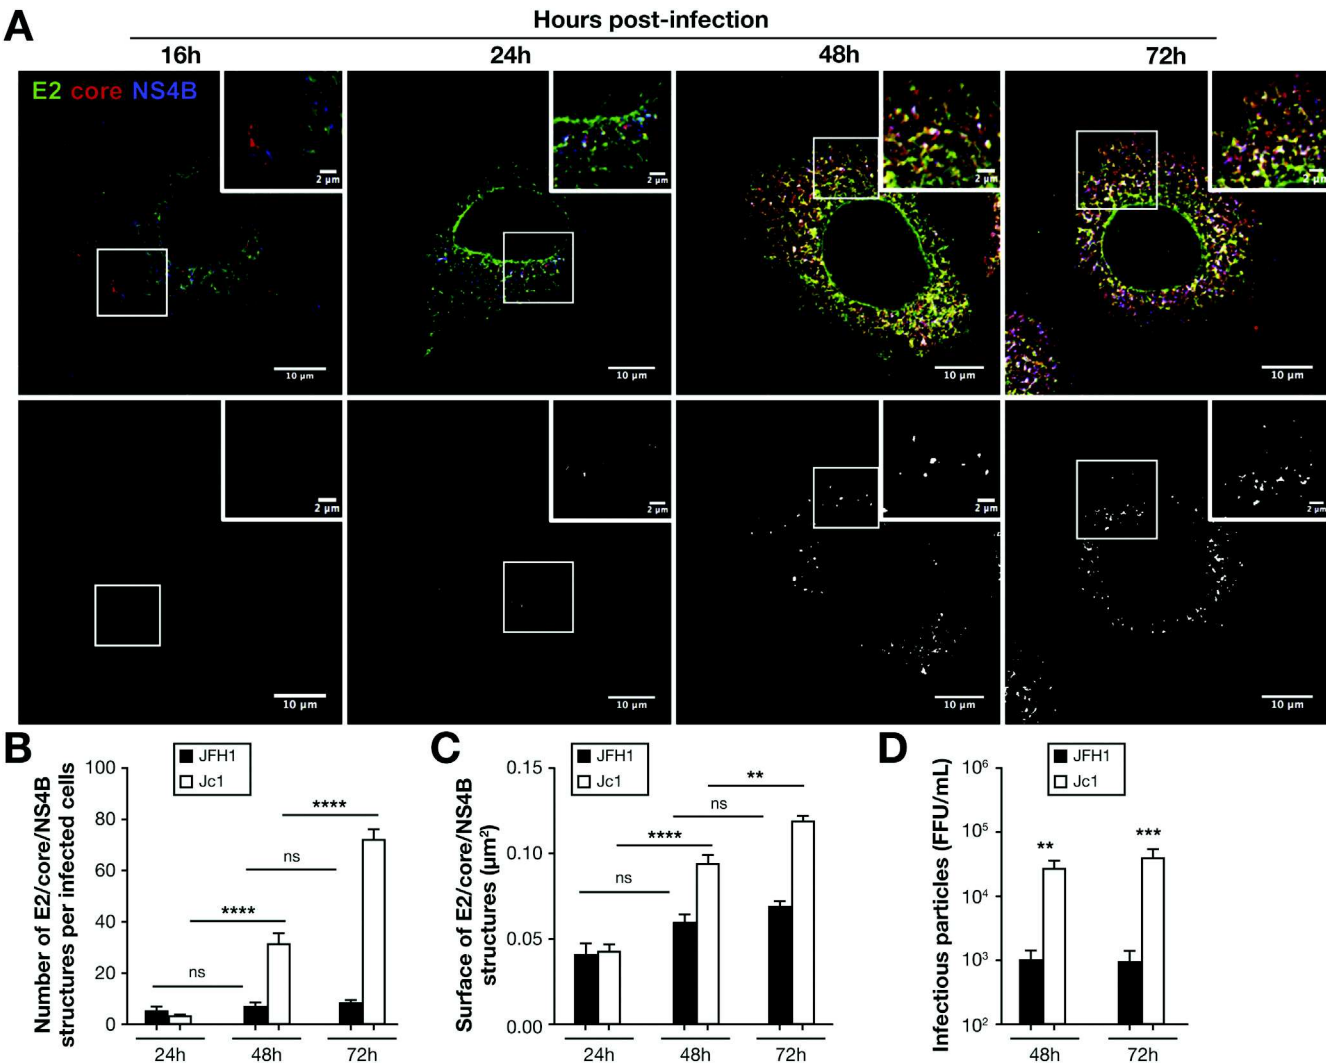 A
Hours post-infection
16h 24h 48h 72h
E2 core NS4B
2 µm 2 µm 2 µm 2 µm
10 µm 10 µm 10 µm 10 µm
2 µm 2 µm 2 µm 2 µm
10 µm 10 µm 10 µm 10 µm
B
JFH1
Jc1
Number of E2/core/NS4B
structures per infected cells
100
80
60
40
20
0
ns
****
ns
****
24h 48h 72h
C
JFH1
Jc1
Surface of E2/core/NS4B
structures (µm²)
0.15
0.10
0.05
0.00
ns
****
ns
**
24h 48h 72h
D
JFH1
Jc1
Infectious particles (FFU/mL)
10⁶
10⁵
10⁴
10³
10²
**
***
48h 72h